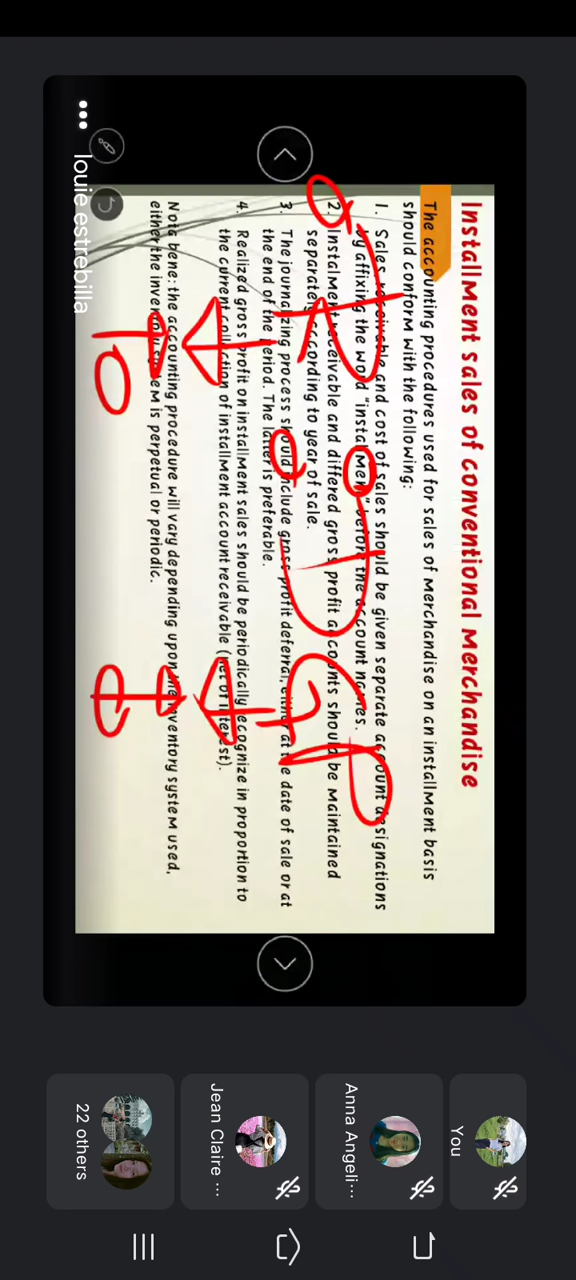 Installment sales of conventional merchandise
The accounting procedures used for sales of merchandise on an installment basis
should conform with the following:
1. Sales, receivable and cost of sales should be given separate account designations
by affixing the word "installment" before the account names.
2. Instalment receivable and differed gross profit accounts should be maintained
separately according to year of sale.
3. The journalizing process should include gross profit deferral, either at the date of sale or at
the end of the period. The latter is preferable.
4. Realized gross profit on installment sales should be periodically recognize in proportion to
the current collection of installment account receivable (net of interest).
Nota bene: the accounting procedure will vary depending upon the inventory system used,
either the inventory system is perpetual or periodic.
DGP
louie estrebilla
You
Anna Angeli...
Jean Claire ...
22 others